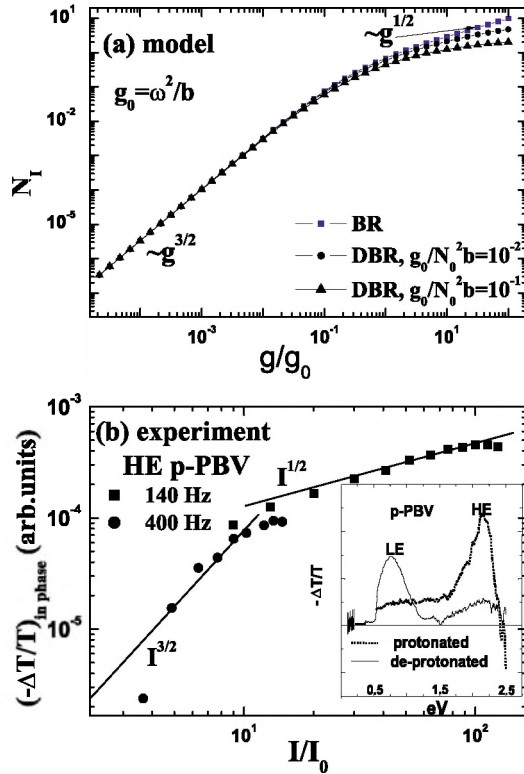 10¹
10⁻²
10⁻⁵
N_I
(a) model
g₀=ω²/b
~g^1/2
~g^3/2
BR
DBR, g₀/N₀²b=10⁻²
DBR, g₀/N₀²b=10⁻¹
10⁻³ 10⁻¹ 10¹
g/g₀
10⁻³
10⁻⁴
10⁻⁵
(-ΔT/T)in phase (arb.units)
(b) experiment
HE p-PBV
140 Hz
400 Hz
I^1/2
I^3/2
p-PBV
HE
LE
-ΔT/T
protonated
de-protonated
0,5 1,5 2.5
eV
10¹ 10²
I/I₀